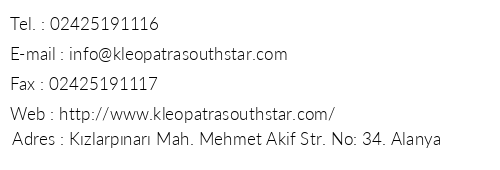 Tel. : 02425191116
E-mail : info@kleopatrasouthstar.com
Fax : 02425191117
Web : http://www.kleopatrasouthstar.com/
Adres : Kızlarpınarı Mah. Mehmet Akif Str. No: 34. Alanya